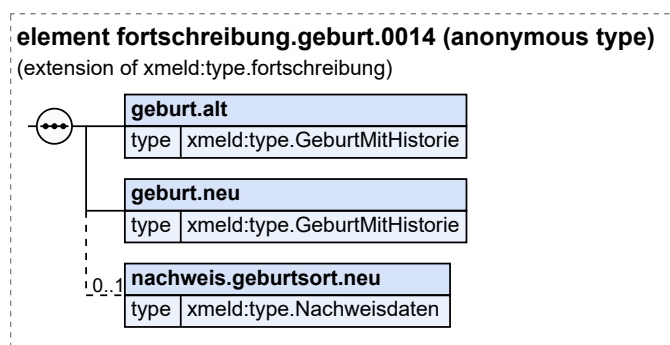 element fortschreibung.geburt.0014 (anonymous type)
(extension of xmeld:type.fortschreibung)
geburt.alt
type xmeld:type.GeburtMitHistorie
geburt.neu
type xmeld:type.GeburtMitHistorie
0..1 nachweis.geburtsort.neu
type xmeld:type.Nachweisdaten